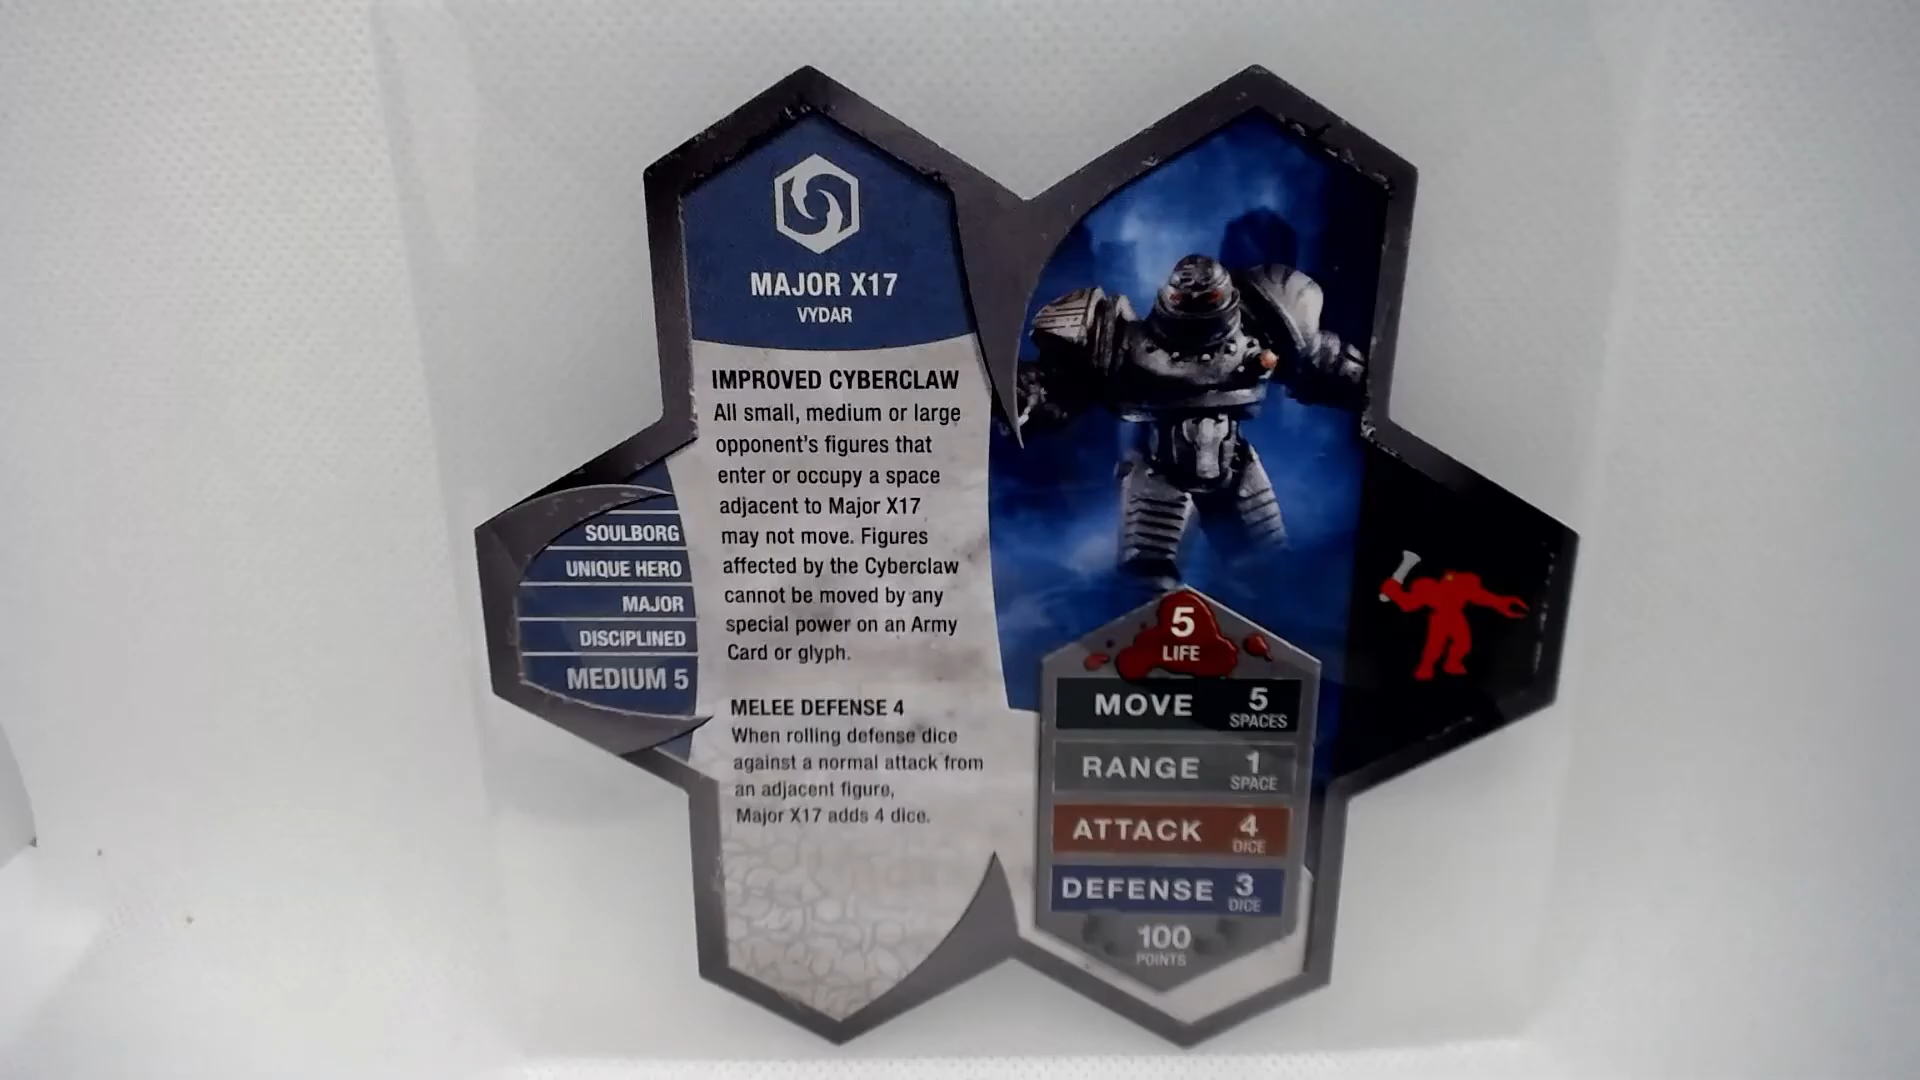 MAJOR X17
VYDAR
IMPROVED CYBERCLAW
All small, medium or large
opponent's figures that
enter or occupy a space
adjacent to Major X17
may not move. Figures
affected by the Cyberclaw
cannot be moved by any
special power on an Army
Card or glyph.
MELEE DEFENSE 4
When rolling defense dice
against a normal attack from
an adjacent figure,
Major X17 adds 4 dice.
SOULBORG
UNIQUE HERO
MAJOR
DISCIPLINED
MEDIUM 5
5
LIFE
MOVE 5
SPACES
RANGE 1
SPACE
ATTACK 4
DICE
DEFENSE 3
DICE
100
POINTS